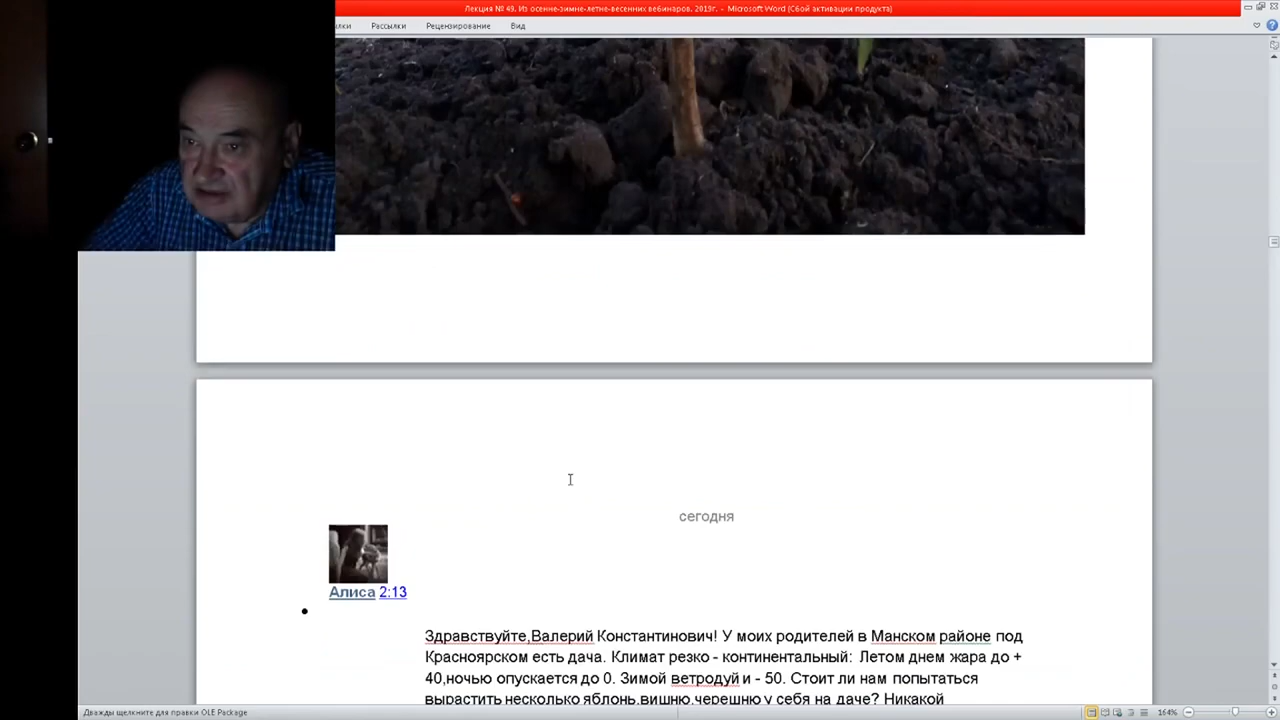 Лекция № 49. Из осенне-зимне-летне-весенних вебинаров. 2019г. - Microsoft Word (Сбой активации продукта)
ылки Рассылки Рецензирование Вид
сегодня
Алиса 2:13
Здравствуйте,Валерий Константинович! У моих родителей в Манском районе под
Красноярском есть дача. Климат резко - континентальный: Летом днем жара до +
40,ночью опускается до 0. Зимой ветродуй и - 50. Стоит ли нам попытаться
вырастить несколько яблонь,вишню,черешню у себя на даче? Никакой
Дважды щелкните для правки OLE Package
164%